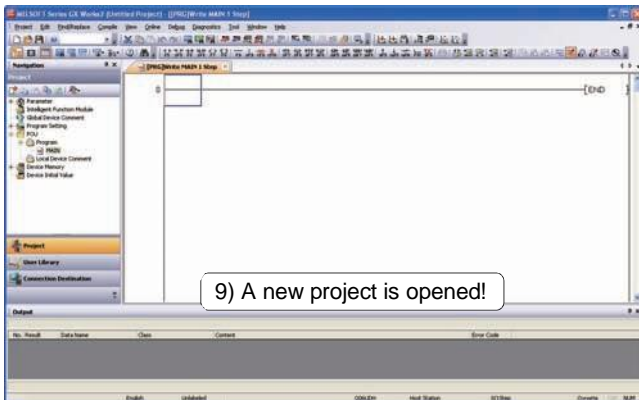 MELSOFT Series GX Works2 (Untitled Project) - [[PRG]Write MAIN 1 Step]
Project Edit Find/Replace Compile View Online Debug Diagnostics Tool Window Help
Navigation
[PRG]Write MAIN 1 Step
Project
0
[END ]
Parameter
Intelligent Function Module
Global Device Comment
Program Setting
POU
Program
MAIN
Local Device Comment
Device Memory
Device Initial Value
Project
User Library
Connection Destination
9) A new project is opened!
Output
No. Result Data Name Class Content Error Code
English Unlabeled Host Station 0/1Step NUM